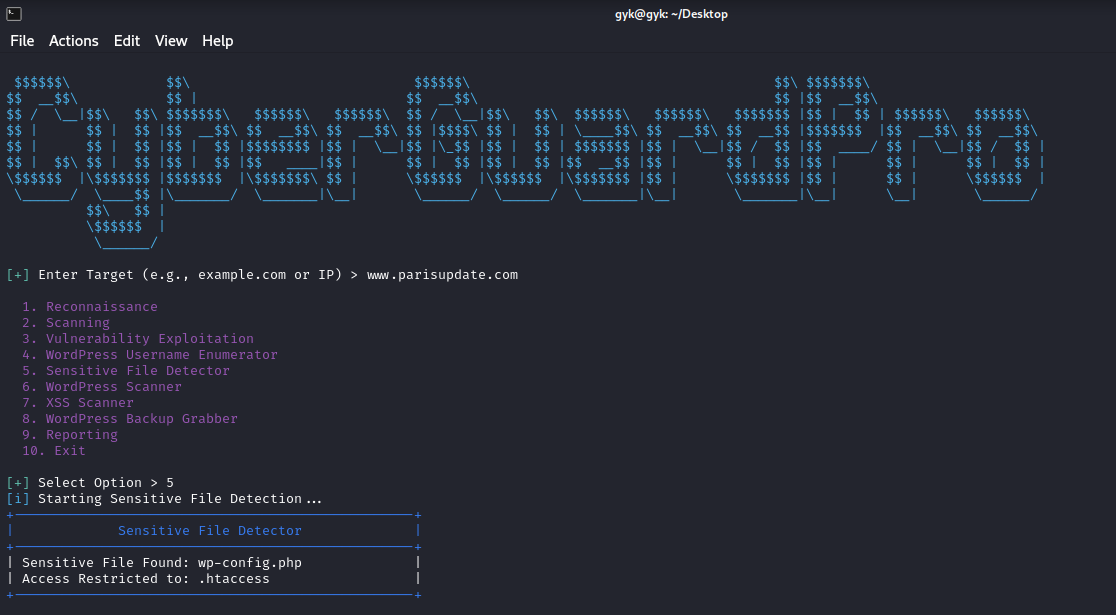 gyk@gyk: ~/Desktop
File Actions Edit View Help
CyberGuardPro
[+] Enter Target (e.g., example.com or IP) > www.parisupdate.com
1. Reconnaissance
2. Scanning
3. Vulnerability Exploitation
4. WordPress Username Enumerator
5. Sensitive File Detector
6. WordPress Scanner
7. XSS Scanner
8. WordPress Backup Grabber
9. Reporting
10. Exit
[+] Select Option > 5
[i] Starting Sensitive File Detection...
Sensitive File Detector
Sensitive File Found: wp-config.php
Access Restricted to: .htaccess